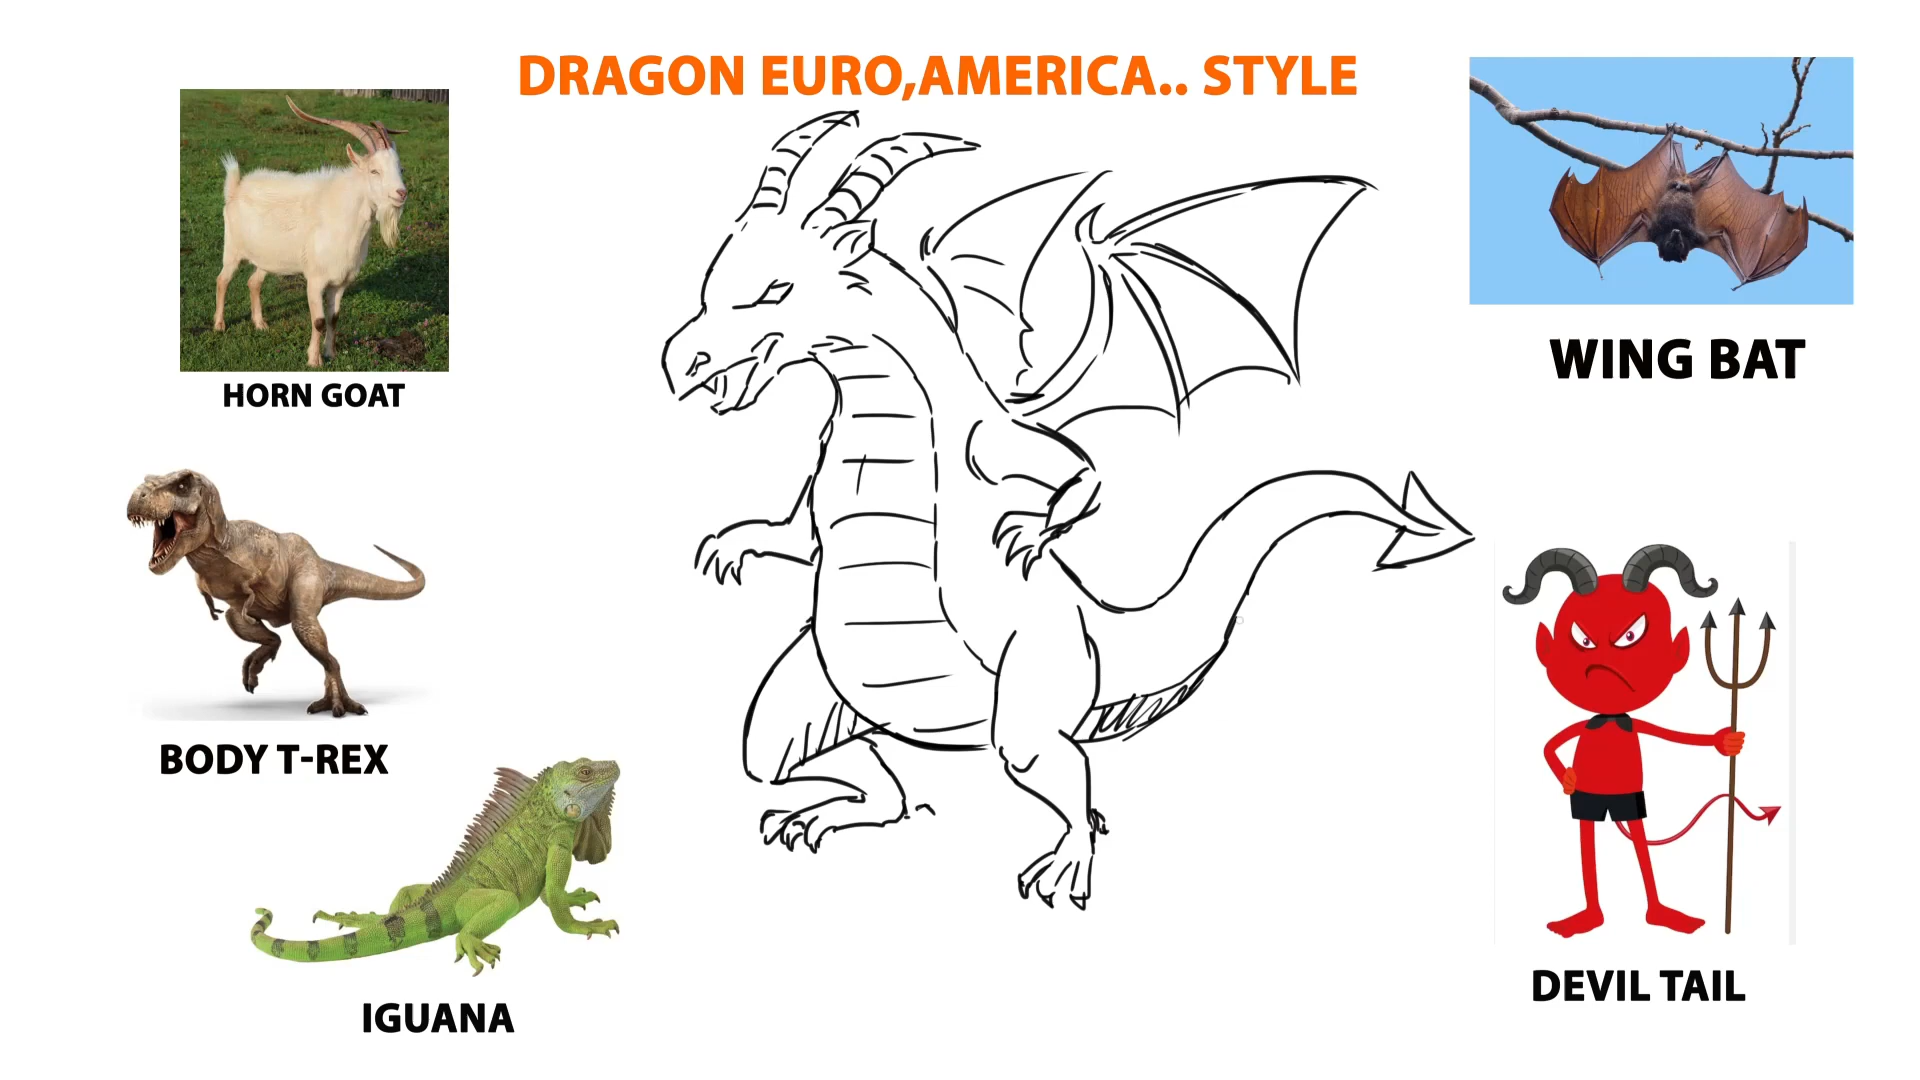 DRAGON EURO,AMERICA.. STYLE
HORN GOAT
WING BAT
BODY T-REX
IGUANA
DEVIL TAIL